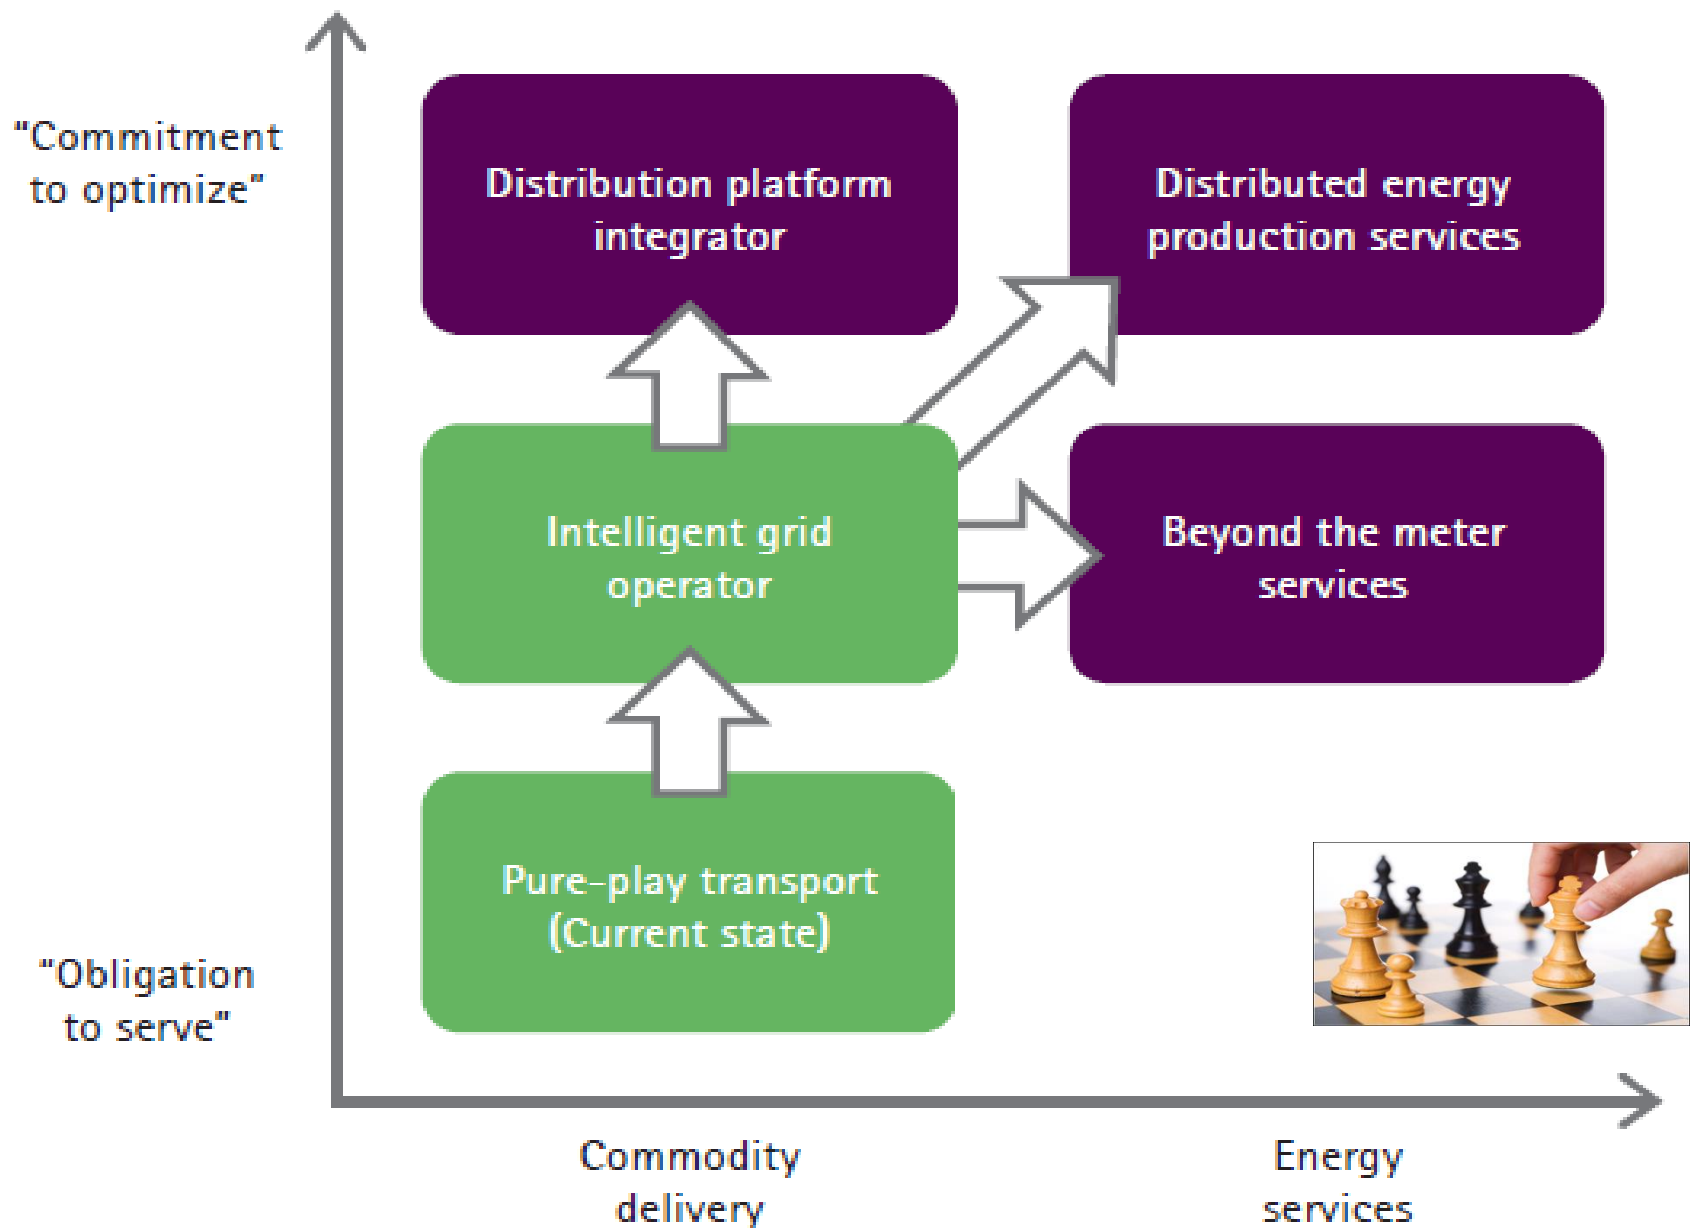 “Commitment
to optimize”
Distribution platform
integrator
Distributed energy
production services
Intelligent grid
operator
Beyond the meter
services
Pure-play transport
(Current state)
“Obligation
to serve”
Commodity
delivery
Energy
services